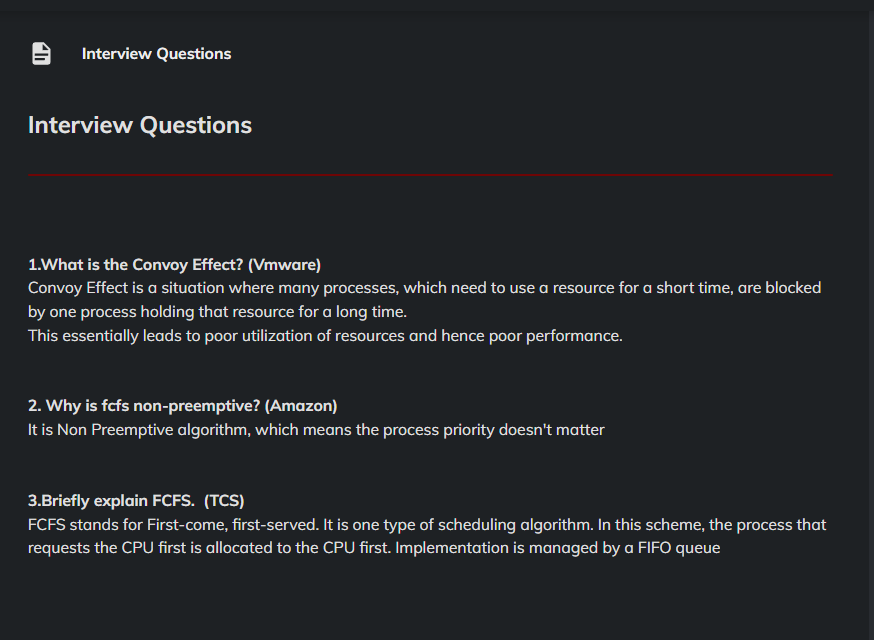 Interview Questions
Interview Questions
1.What is the Convoy Effect? (Vmware)
Convoy Effect is a situation where many processes, which need to use a resource for a short time, are blocked
by one process holding that resource for a long time.
This essentially leads to poor utilization of resources and hence poor performance.
2. Why is fcfs non-preemptive? (Amazon)
It is Non Preemptive algorithm, which means the process priority doesn't matter
3.Briefly explain FCFS.  (TCS)
FCFS stands for First-come, first-served. It is one type of scheduling algorithm. In this scheme, the process that
requests the CPU first is allocated to the CPU first. Implementation is managed by a FIFO queue